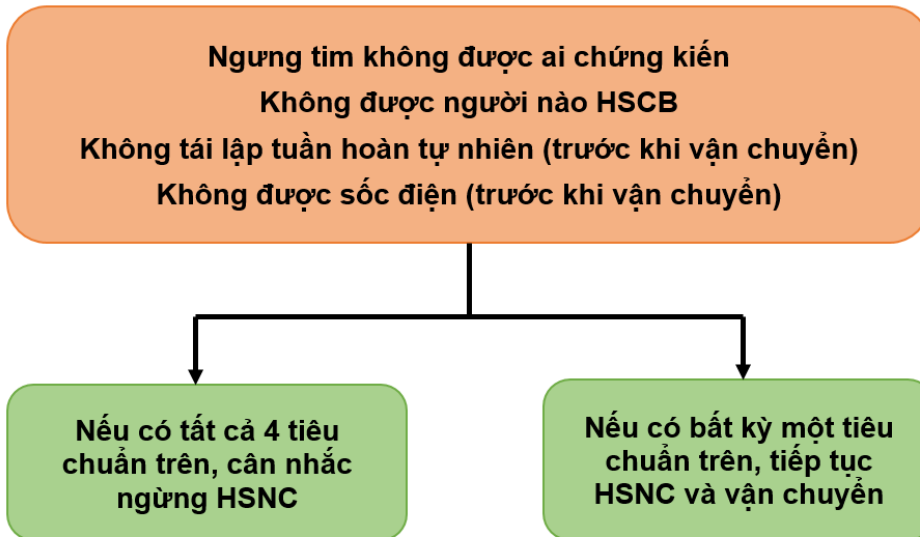 Ngưng tim không được ai chứng kiến
Không được người nào HSCB
Không tái lập tuần hoàn tự nhiên (trước khi vận chuyển)
Không được sốc điện (trước khi vận chuyển)
Nếu có tất cả 4 tiêu
chuẩn trên, cân nhắc
ngừng HSNC
Nếu có bất kỳ một tiêu
chuẩn trên, tiếp tục
HSNC và vận chuyển